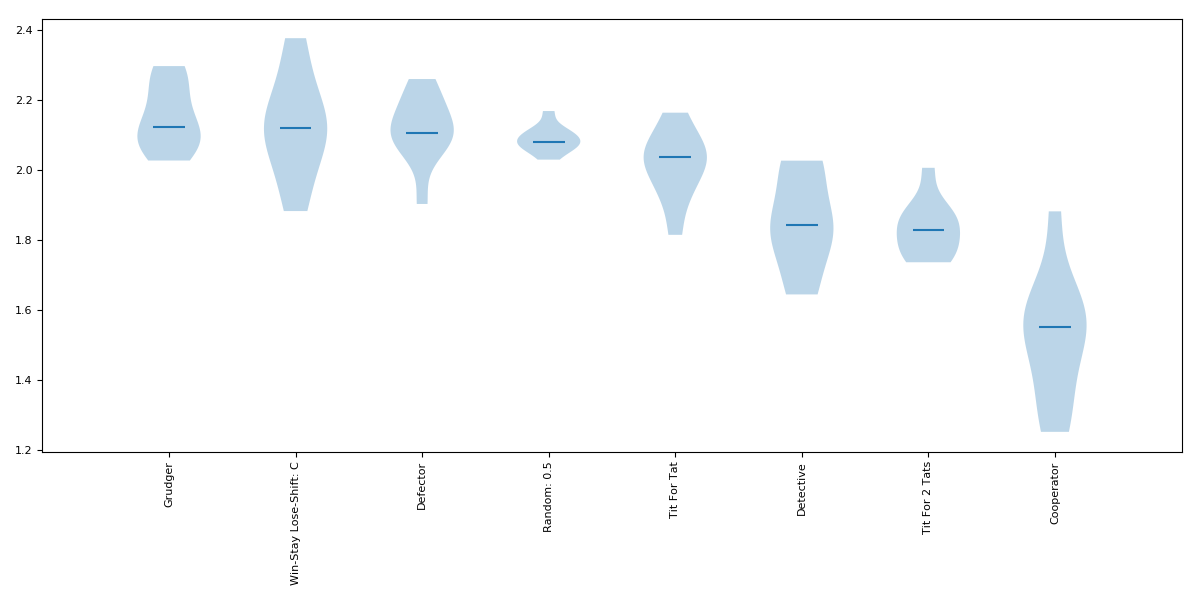 2.4
2.2
2.0
1.8
1.6
1.4
1.2
Grudger
Win-Stay Lose-Shift: C
Defector
Random: 0.5
Tit For Tat
Detective
Tit For 2 Tats
Cooperator